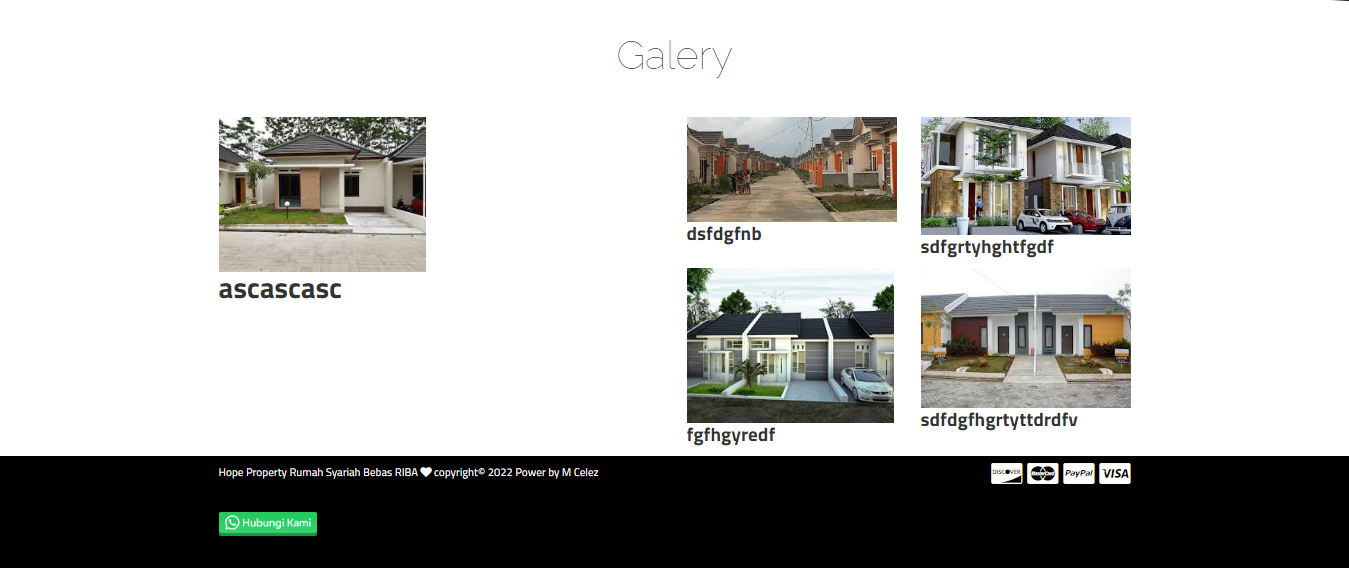 Galery
ascascasc
dsfdgfnb
sdfgrtyhghtfgdf
fgfhgyredf
sdfdgfhgrtyttdrdfv
Hope Property Rumah Syariah Bebas RIBA copyright© 2022 Power by M Celez
DISCOVER MasterCard PayPal VISA
Hubungi Kami